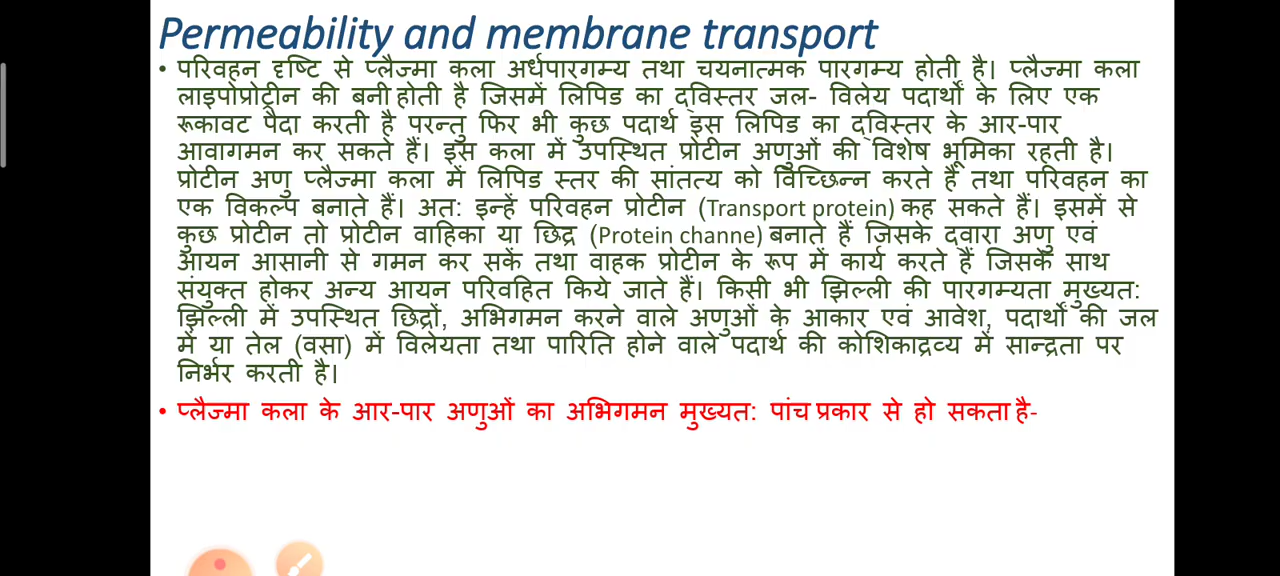 Permeability and membrane transport
• परिवहन दृष्टि से प्लैज्मा कला अर्धपारगम्य तथा चयनात्मक पारगम्य होती है। प्लैज्मा कला
लाइपोप्रोट्रीन की बनी होती है जिसमें लिपिड का द्विस्तर जल- विलेय पदार्थों के लिए एक
रूकावट पैदा करती है परन्तु फिर भी कुछ पदार्थ इस लिपिड का द्विस्तर के आर-पार
आवागमन कर सकते हैं। इस कला में उपस्थित प्रोटीन अणुओं की विशेष भूमिका रहती है।
प्रोटीन अणु प्लैज्मा कला में लिपिड स्तर की सांतत्य को विच्छिन्न करते हैं तथा परिवहन का
एक विकल्प बनाते हैं। अत: इन्हें परिवहन प्रोटीन (Transport protein) कह सकते हैं। इसमें से
कुछ प्रोटीन तो प्रोटीन वाहिका या छिद्र (Protein channe) बनाते हैं जिसके द्वारा अणु एवं
आयन आसानी से गमन कर सकें तथा वाहक प्रोटीन के रूप में कार्य करते हैं जिसके साथ
संयुक्त होकर अन्य आयन परिवहित किये जाते हैं। किसी भी झिल्ली की पारगम्यता मुख्यत:
झिल्ली में उपस्थित छिद्रों, अभिगमन करने वाले अणुओं के आकार एवं आवेश, पदार्थों की जल
में या तेल (वसा) में विलेयता तथा पारिति होने वाले पदार्थ की कोशिकाद्रव्य में सान्द्रता पर
निर्भर करती है।
• प्लैज्मा कला के आर-पार अणुओं का अभिगमन मुख्यत: पांच प्रकार से हो सकता है-